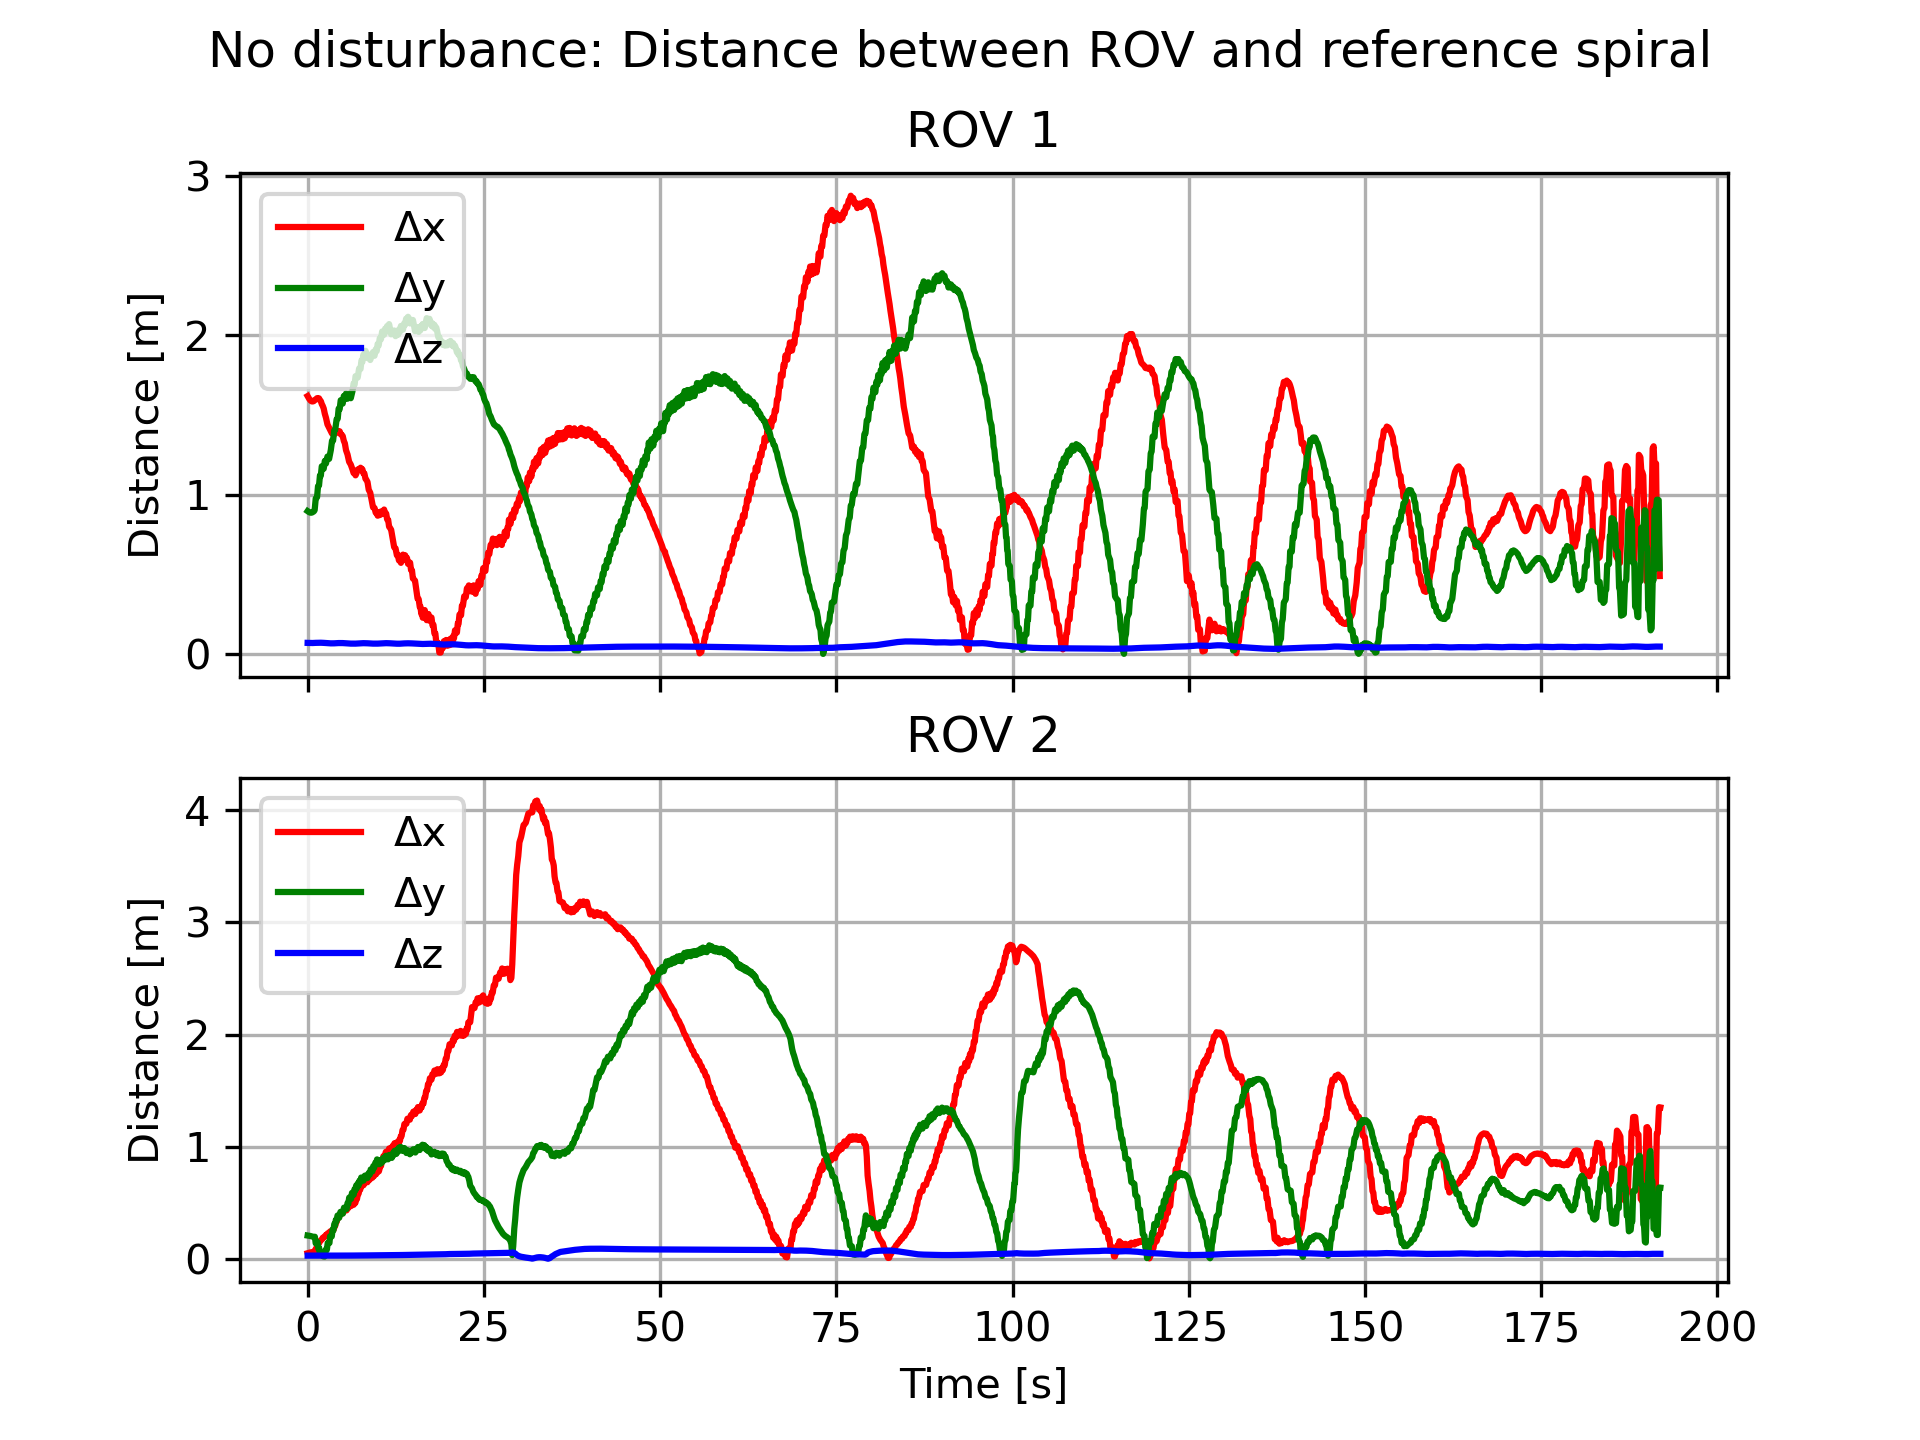 No disturbance: Distance between ROV and reference spiral
ROV 1
3
2
1
0
Distance [m]
Δx
Δy
Δz
ROV 2
4
3
2
1
0
Distance [m]
Δx
Δy
Δz
0 25 50 75 100 125 150 175 200
Time [s]